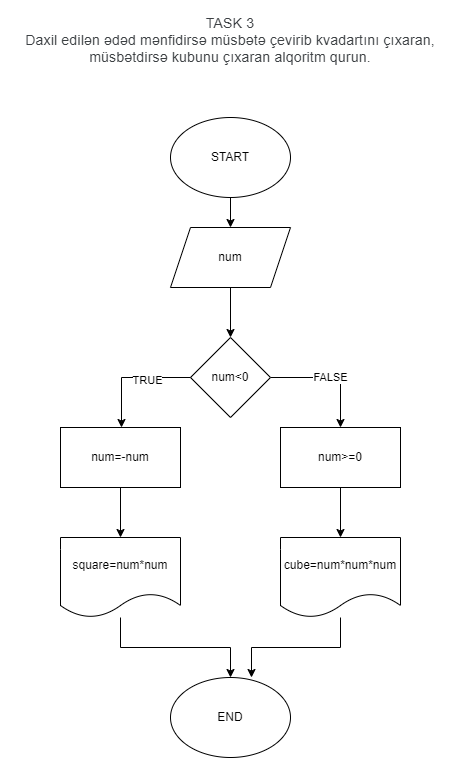 TASK 3
Daxil edilən ədəd mənfidirsə müsbətə çevirib kvadartını çıxaran,
müsbətdirsə kubunu çıxaran alqoritm qurun.
START
num
num<0
TRUE
FALSE
num=-num
num>=0
square=num*num
cube=num*num*num
END